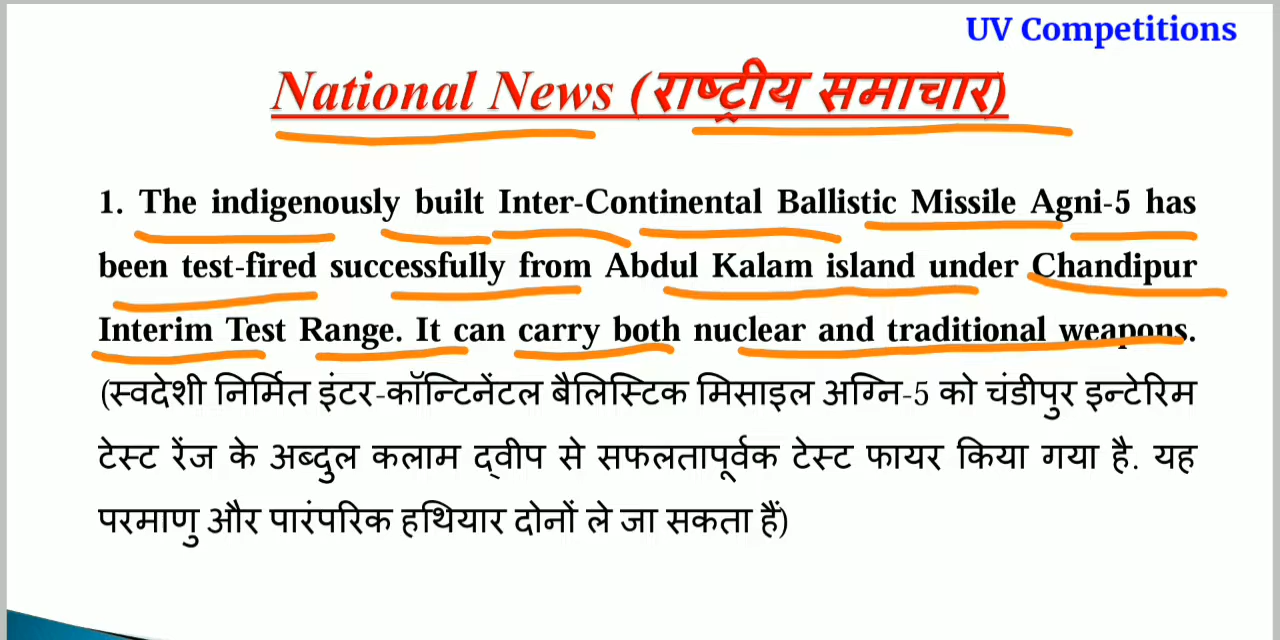 UV Competitions
National News (राष्ट्रीय समाचार)
1. The indigenously built Inter-Continental Ballistic Missile Agni-5 has
been test-fired successfully from Abdul Kalam island under Chandipur
Interim Test Range. It can carry both nuclear and traditional weapons.
(स्वदेशी निर्मित इंटर-कॉन्टिनेंटल बैलिस्टिक मिसाइल अग्नि-5 को चंडीपुर इन्टेरिम
टेस्ट रेंज के अब्दुल कलाम द्वीप से सफलतापूर्वक टेस्ट फायर किया गया है. यह
परमाणु और पारंपरिक हथियार दोनों ले जा सकता हैं)